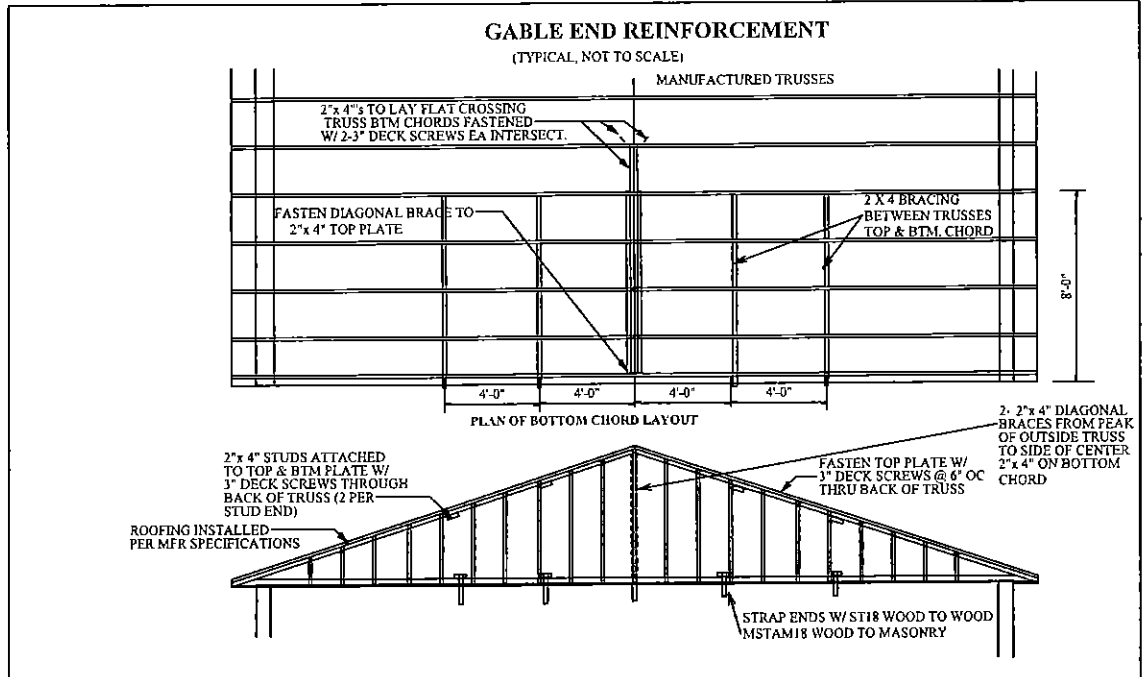 GABLE END REINFORCEMENT
(TYPICAL, NOT TO SCALE)
MANUFACTURED TRUSSES
2"x 4"'s TO LAY FLAT CROSSING
TRUSS BTM CHORDS FASTENED
W/ 2-3" DECK SCREWS EA INTERSECT.
FASTEN DIAGONAL BRACE TO
2"x 4" TOP PLATE
2 X 4 BRACING
BETWEEN TRUSSES
TOP & BTM. CHORD
8'-0"
4'-0"
4'-0"
4'-0"
4'-0"
PLAN OF BOTTOM CHORD LAYOUT
2- 2"x 4" DIAGONAL
BRACES FROM PEAK
OF OUTSIDE TRUSS
TO SIDE OF CENTER
2"x 4" ON BOTTOM
CHORD
2"x 4" STUDS ATTACHED
TO TOP & BTM PLATE W/
3" DECK SCREWS THROUGH
BACK OF TRUSS (2 PER
STUD END)
FASTEN TOP PLATE W/
3" DECK SCREWS @ 6" OC
THRU BACK OF TRUSS
ROOFING INSTALLED
PER MFR SPECIFICATIONS
STRAP ENDS W/ ST18 WOOD TO WOOD
MSTAM18 WOOD TO MASONRY